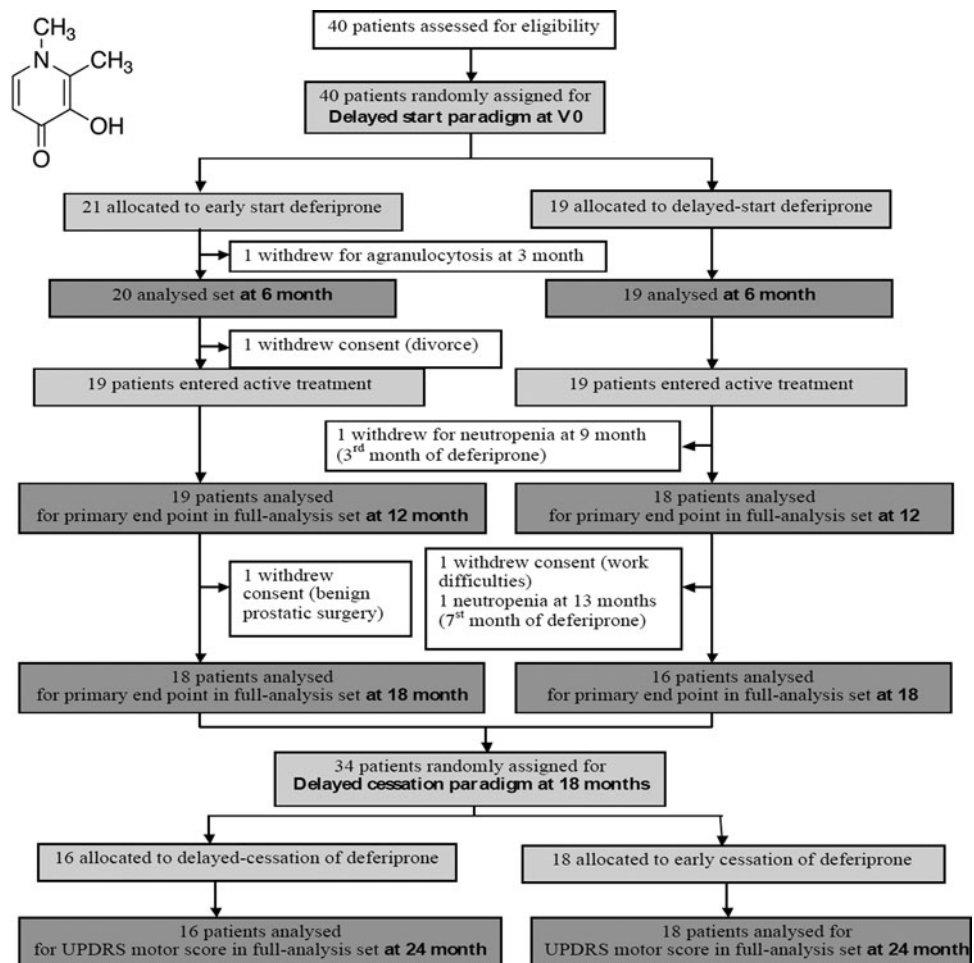 CH₃
N
CH₃
OH
O
40 patients assessed for eligibility
40 patients randomly assigned for
Delayed start paradigm at V0
21 allocated to early start deferiprone
19 allocated to delayed-start deferiprone
1 withdrew for agranulocytosis at 3 month
20 analysed set at 6 month
19 analysed at 6 month
1 withdrew consent (divorce)
19 patients entered active treatment
19 patients entered active treatment
1 withdrew for neutropenia at 9 month
(3rd month of deferiprone)
19 patients analysed
for primary end point in full-analysis set at 12 month
18 patients analysed
for primary end point in full-analysis set at 12
1 withdrew
consent (benign
prostatic surgery)
1 withdrew consent (work
difficulties)
1 neutropenia at 13 months
(7st month of deferiprone)
18 patients analysed
for primary end point in full-analysis set at 18 month
16 patients analysed
for primary end point in full-analysis set at 18
34 patients randomly assigned for
Delayed cessation paradigm at 18 months
16 allocated to delayed-cessation of deferiprone
18 allocated to early cessation of deferiprone
16 patients analysed
for UPDRS motor score in full-analysis set at 24 month
18 patients analysed for
UPDRS motor score in full-analysis set at 24 month